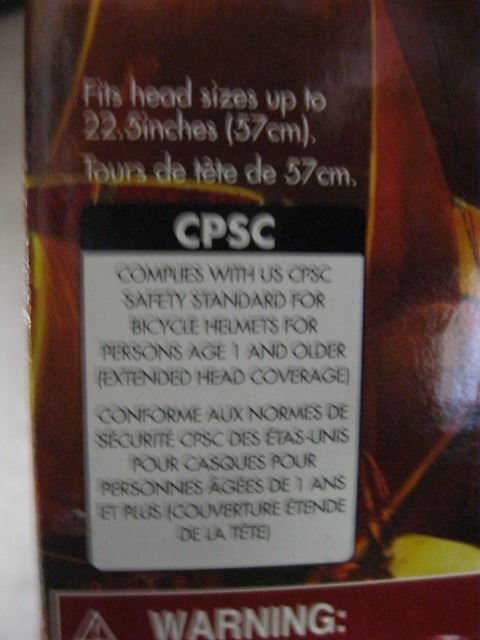 Fits head sizes up to
22.5inches (57cm).
Tours de tête de 57cm.
CPSC
COMPLIES WITH US CPSC
SAFETY STANDARD FOR
BICYCLE HELMETS FOR
PERSONS AGE 1 AND OLDER
(EXTENDED HEAD COVERAGE)
CONFORME AUX NORMES DE
SÉCURITÉ CPSC DES ÉTAS-UNIS
POUR CASQUES POUR
PERSONNES ÂGÉES DE 1 ANS
ET PLUS (COUVERTURE ÉTENDE
DE LA TÊTE)
WARNING: